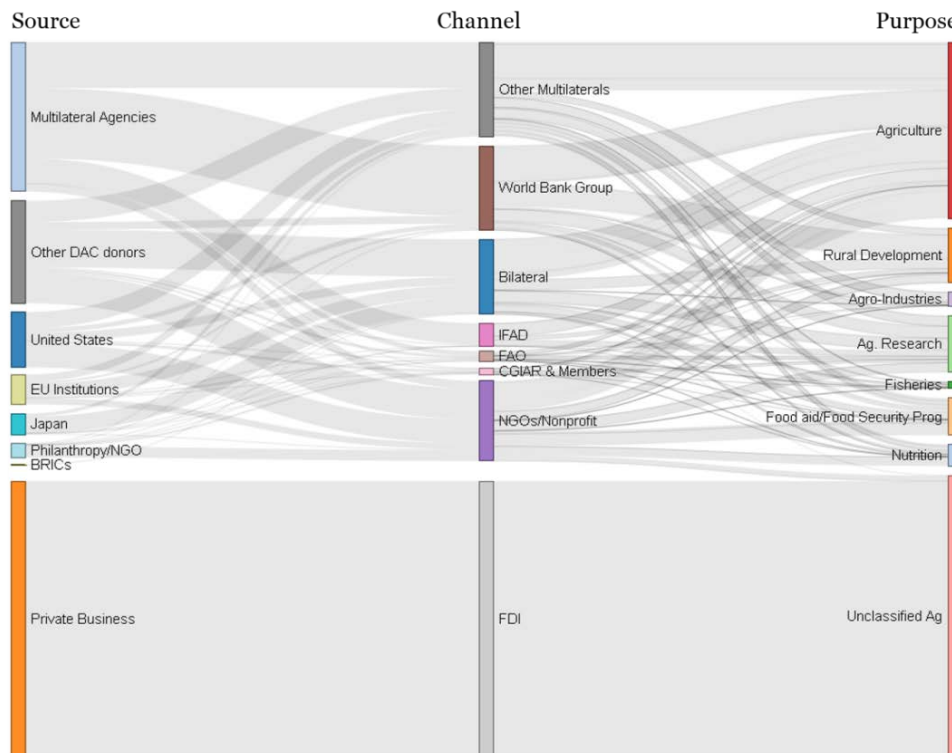 Source
Channel
Purpose
Multilateral Agencies
Other DAC donors
United States
EU Institutions
Japan
Philanthropy/NGO
BRICs
Private Business
Other Multilaterals
World Bank Group
Bilateral
IFAD
FAO
CGIAR & Members
NGOs/Nonprofit
FDI
Agriculture
Rural Development
Agro-Industries
Ag. Research
Fisheries
Food aid/Food Security Prog
Nutrition
Unclassified Ag